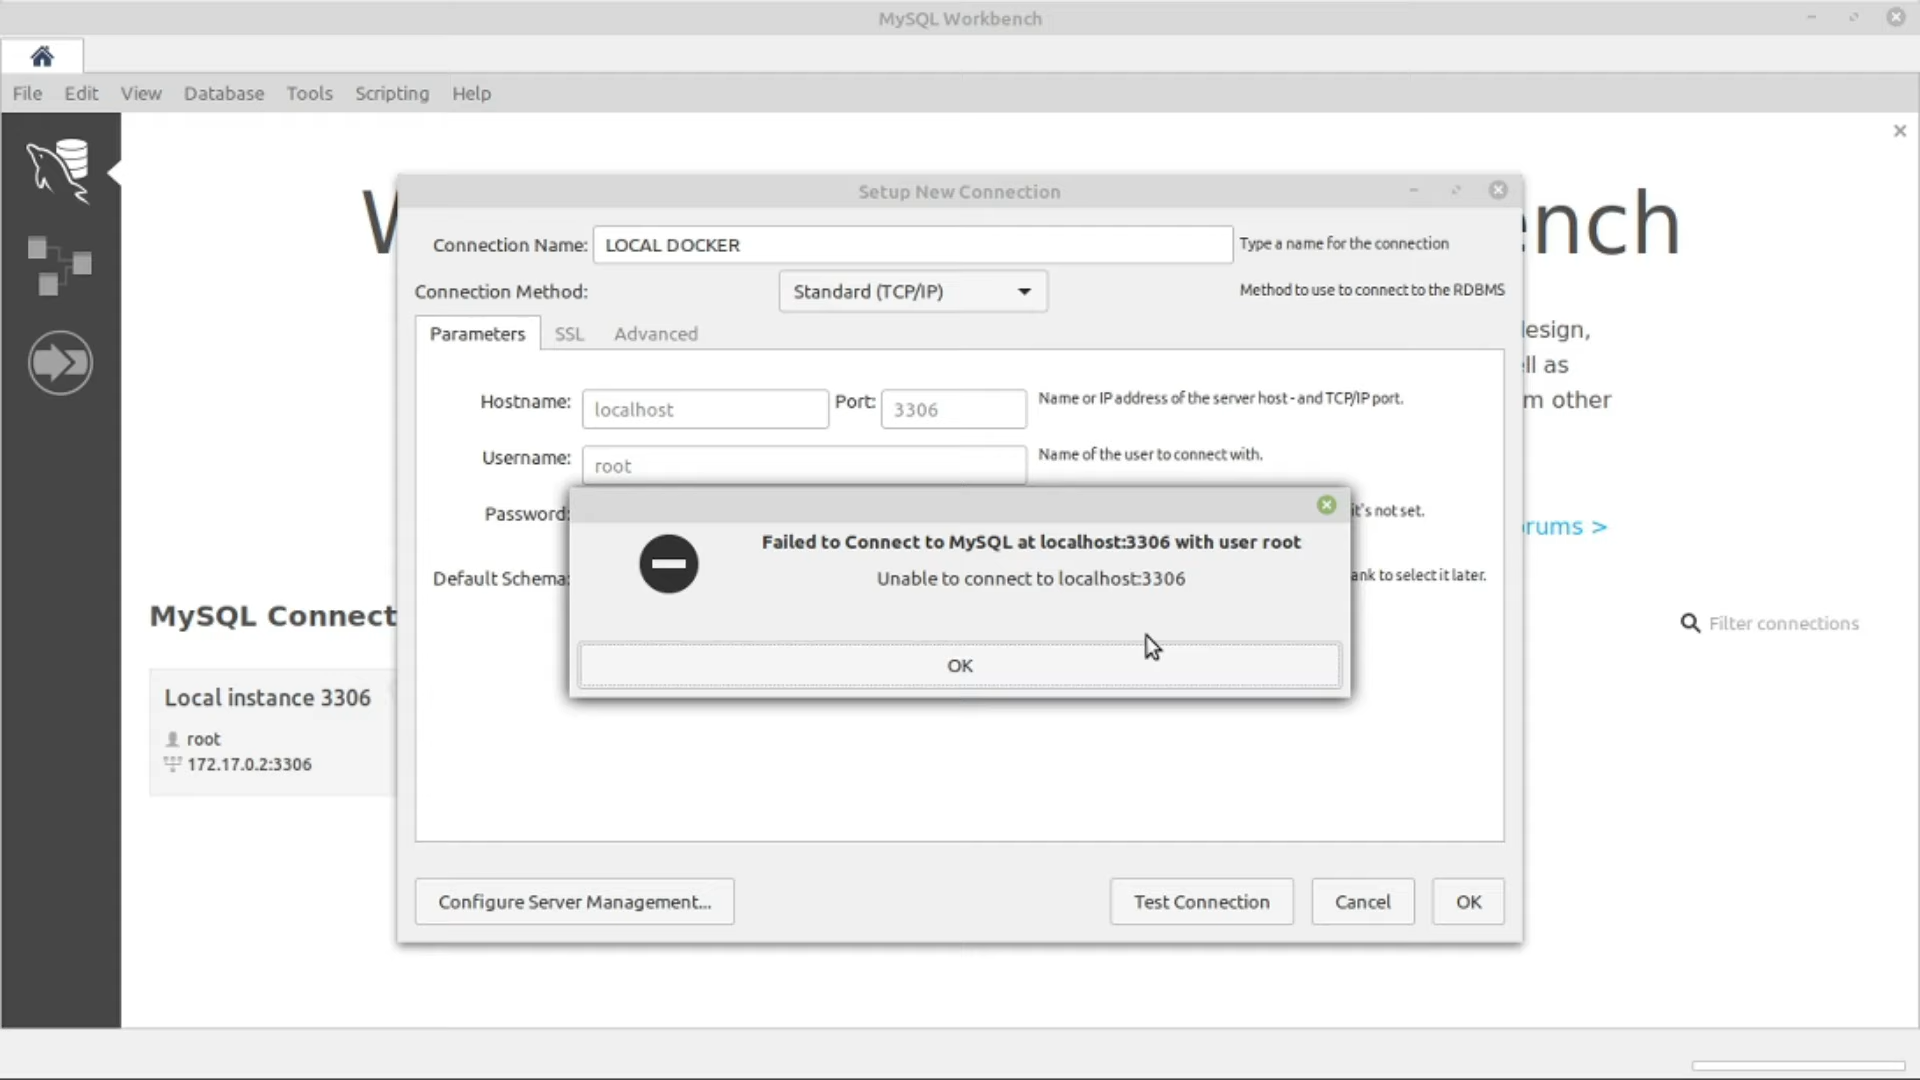 MySQL Workbench
File Edit View Database Tools Scripting Help
Setup New Connection
W
ench
Connection Name: LOCAL DOCKER Type a name for the connection
Connection Method: Standard (TCP/IP) Method to use to connect to the RDBMS
Parameters SSL Advanced
esign,
ll as
m other
Hostname: localhost Port: 3306 Name or IP address of the server host - and TCP/IP port.
Username: root Name of the user to connect with.
Password: it's not set.
rums >
Failed to Connect to MySQL at localhost:3306 with user root
Unable to connect to localhost:3306
Default Schema: ank to select it later.
OK
MySQL Connect
Filter connections
Local instance 3306
root
172.17.0.2:3306
Configure Server Management... Test Connection Cancel OK